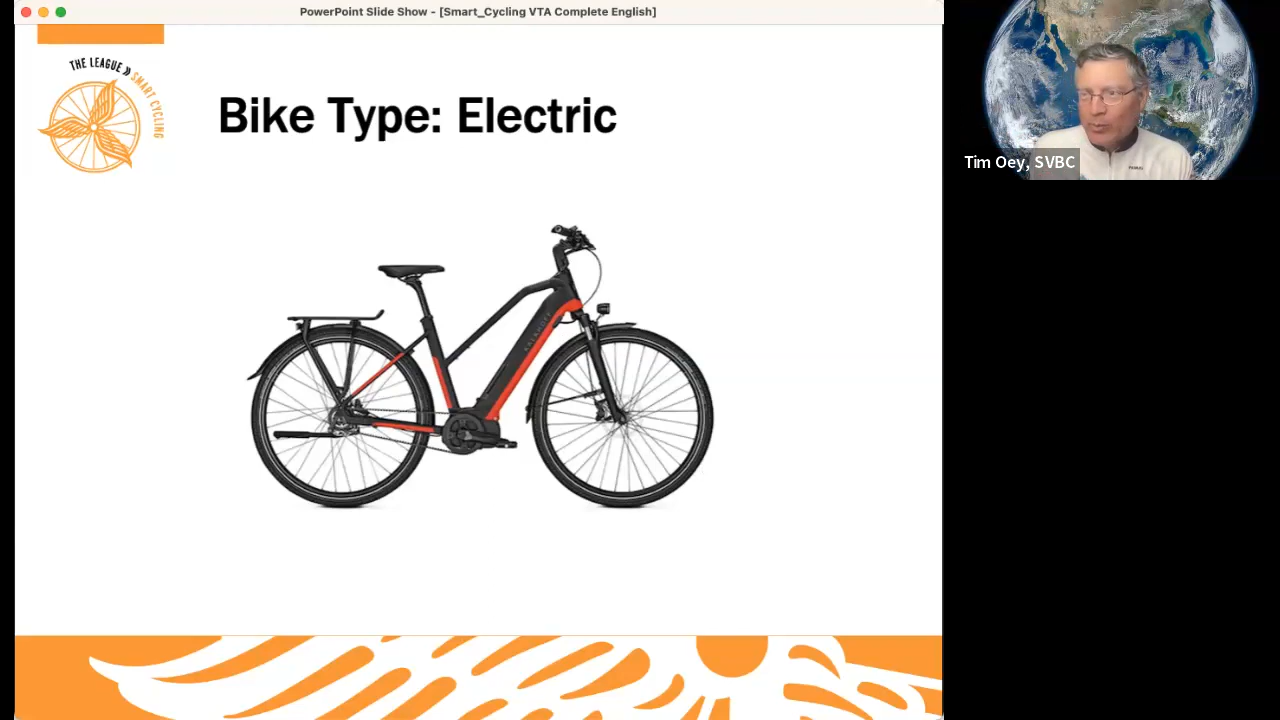 PowerPoint Slide Show - [Smart_Cycling VTA Complete English]
THE LEAGUE
SMART CYCLING
Bike Type: Electric
Tim Oey, SVBC